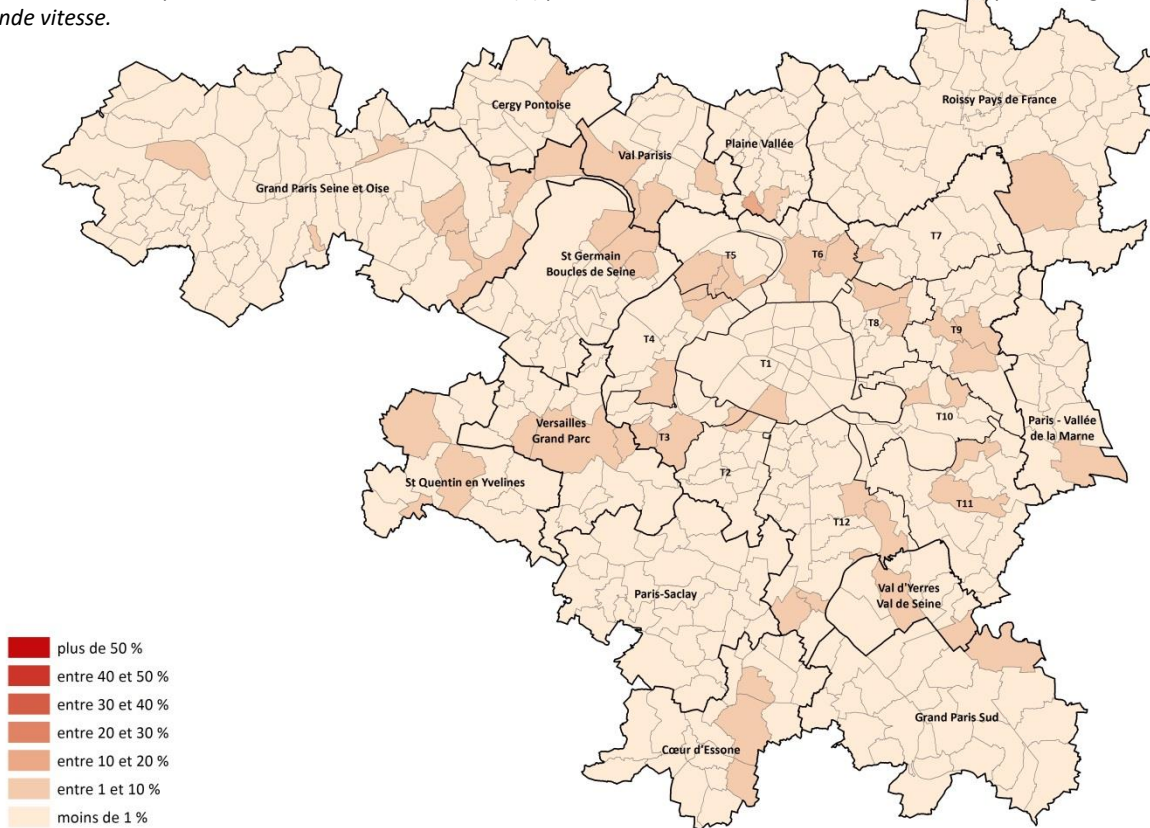 nde vitesse.
Roissy Pays de France
Cergy Pontoise
Plaine Vallée
Val Parisis
Grand Paris Seine et Oise
T7
T5
T6
St Germain
Boucles de Seine
T8
T9
T4
T1
T10
Paris - Vallée
de la Marne
Versailles
Grand Parc
T3
T2
St Quentin en Yvelines
T11
T12
Val d'Yerres
Val de Seine
Paris-Saclay
Grand Paris Sud
Cœur d'Essone
plus de 50 %
entre 40 et 50 %
entre 30 et 40 %
entre 20 et 30 %
entre 10 et 20 %
entre 1 et 10 %
moins de 1 %